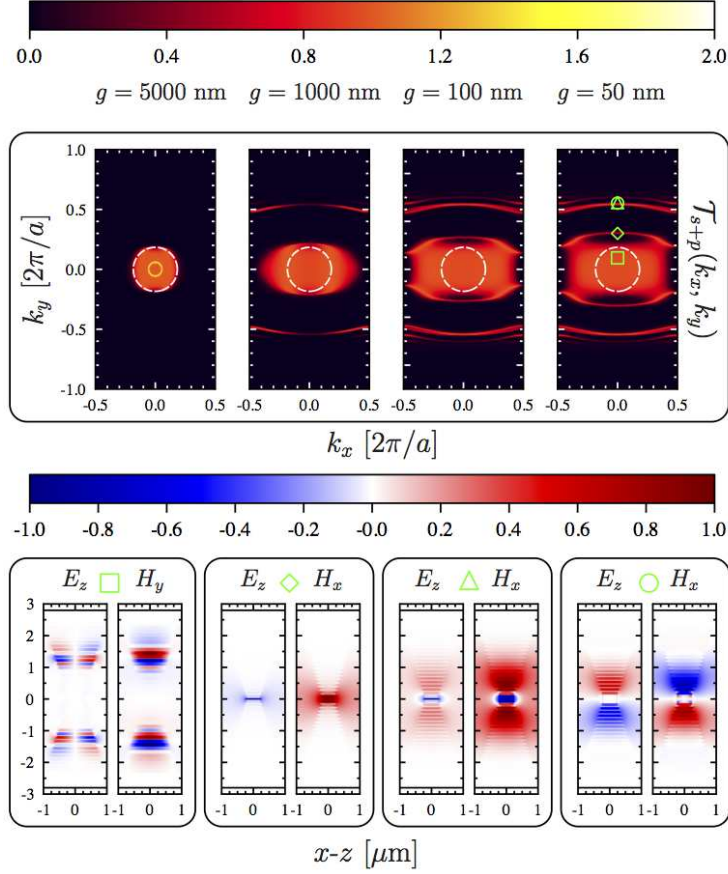 0.0 0.4 0.8 1.2 1.6 2.0
g = 5000 nm g = 1000 nm g = 100 nm g = 50 nm
1.0
0.5
0.0
-0.5
-1.0
k_y [2π/a]
𝒯_{s+p}(k_x, k_y)
-0.5 0.0 0.5 -0.5 0.0 0.5 -0.5 0.0 0.5 -0.5 0.0 0.5
k_x [2π/a]
-1.0 -0.8 -0.6 -0.4 -0.2 -0.0 0.2 0.4 0.6 0.8 1.0
E_z □ H_y E_z ◇ H_x E_z △ H_x E_z ○ H_x
3
2
1
0
-1
-2
-3
-1 0 1 -1 0 1 -1 0 1 -1 0 1 -1 0 1 -1 0 1 -1 0 1 -1 0 1
x-z [μm]